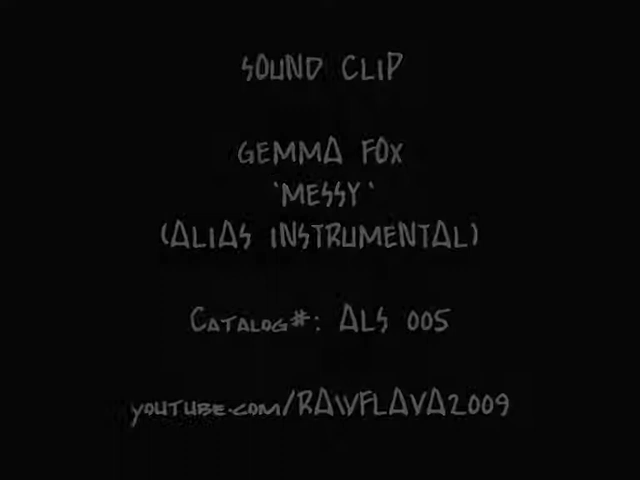 SOUND CLIP
GEMMA FOX
'MESSY'
(ALIAS INSTRUMENTAL)
CATALOG#: ALS 005
YOUTUBE.COM/RAWFLAVA2009